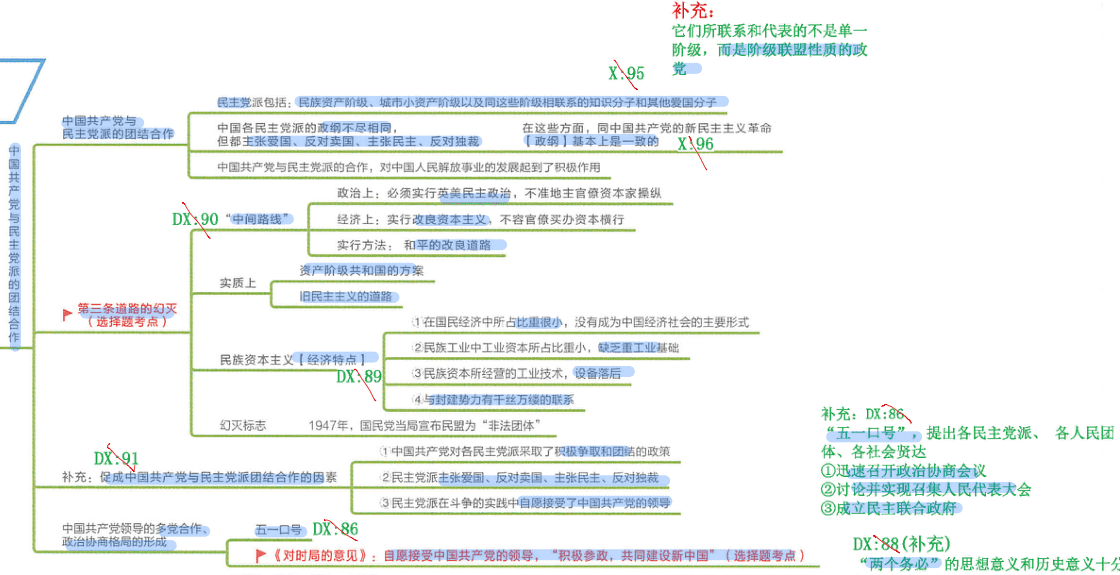 补充：
它们所联系和代表的不是单一
阶级，而是阶级联盟性质的政
党
X:95
民主党派包括：民族资产阶级、城市小资产阶级以及同这些阶级相联系的知识分子和其他爱国分子
中国共产党与
民主党派的团结合作
中国各民主党派的政纲不尽相同，
但都主张爱国、反对卖国、主张民主、反对独裁
在这些方面，同中国共产党的新民主主义革命
【政纲】基本上是一致的
X:96
中国共产党与民主党派的合作，对中国人民解放事业的发展起到了积极作用
中国共产党与民主党派的团结合作
DX:90
“中间路线”
政治上：必须实行英美民主政治，不准地主官僚资本家操纵
经济上：实行改良资本主义、不容官僚买办资本横行
实行方法： 和平的改良道路
实质上
资产阶级共和国的方案
旧民主主义的道路
第三条道路的幻灭
（选择题考点）
①在国民经济中所占比重很小，没有成为中国经济社会的主要形式
②民族工业中工业资本所占比重小，缺乏重工业基础
民族资本主义【经济特点】
DX:89
③民族资本所经营的工业技术，设备落后
④与封建势力有千丝万缕的联系
幻灭标志
1947年，国民党当局宣布民盟为“非法团体”
DX:91
补充：促成中国共产党与民主党派团结合作的因素
①中国共产党对各民主党派采取了积极争取和团结的政策
②民主党派主张爱国、反对卖国、主张民主、反对独裁
③民主党派在斗争的实践中自愿接受了中国共产党的领导
中国共产党领导的多党合作、
政治协商格局的形成
五一口号
DX:86
《对时局的意见》：自愿接受中国共产党的领导，“积极参政，共同建设新中国”（选择题考点）
补充：DX:86
“五一口号”，提出各民主党派、 各人民团
体、各社会贤达
①迅速召开政治协商会议
②讨论并实现召集人民代表大会
③成立民主联合政府
DX:88(补充)
“两个务必”的思想意义和历史意义十分